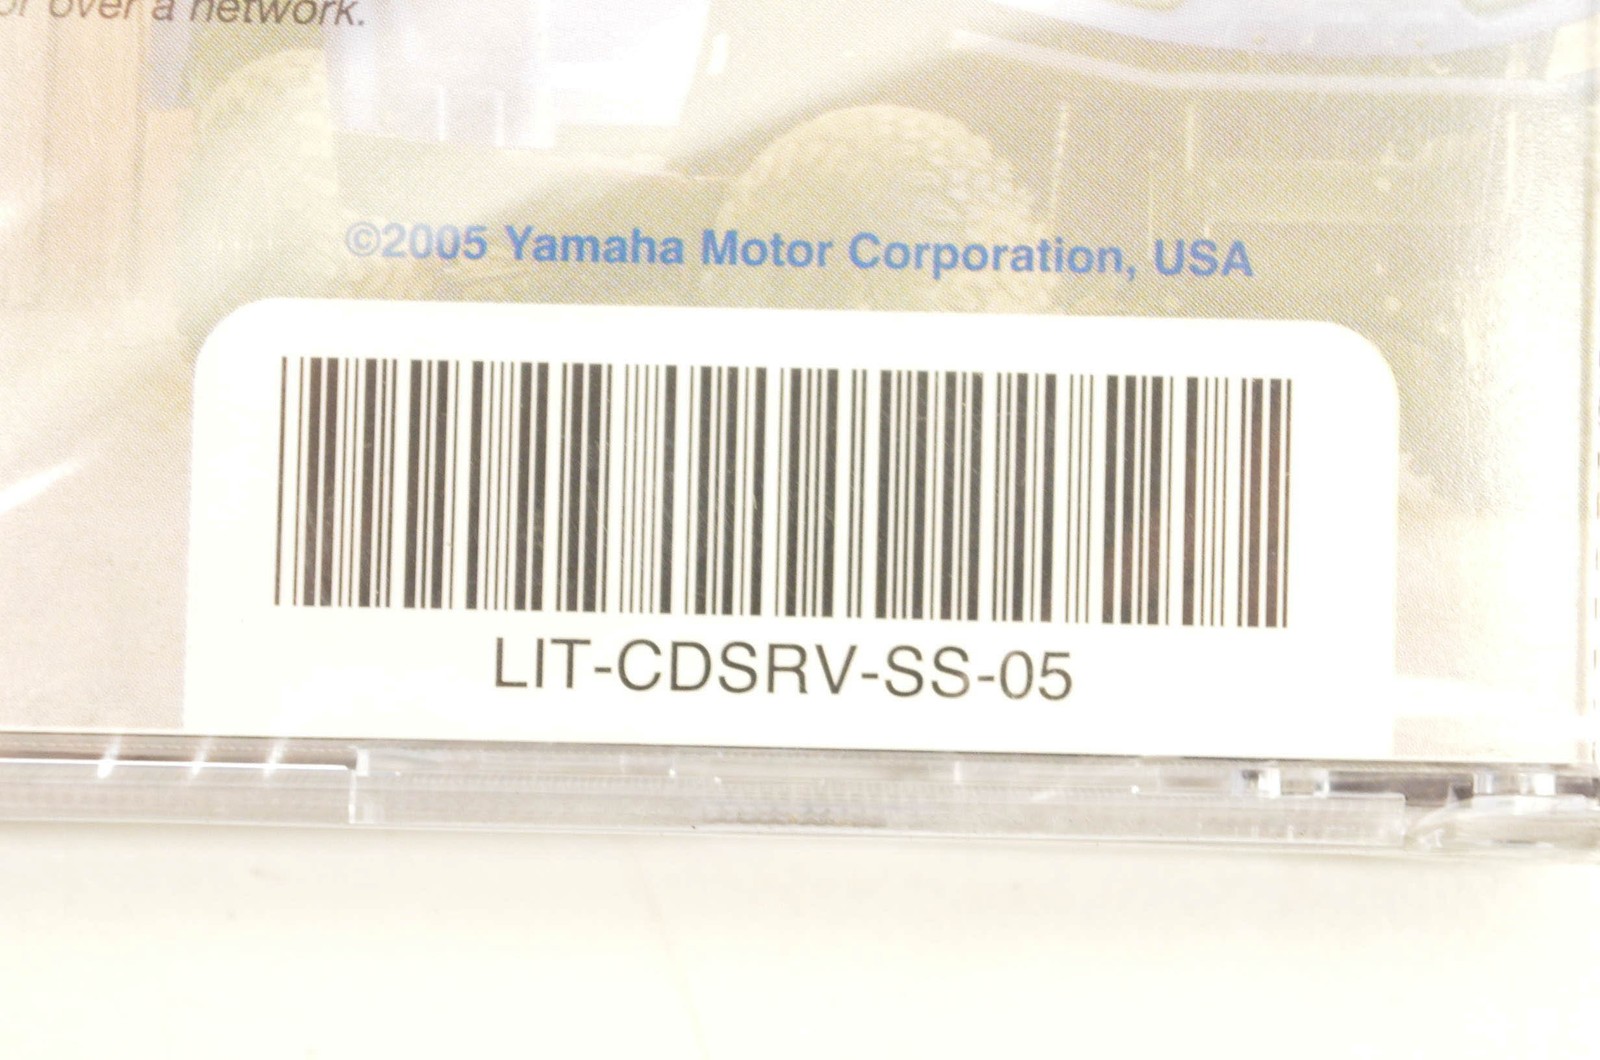 or over a network.
©2005 Yamaha Motor Corporation, USA
LIT-CDSRV-SS-05